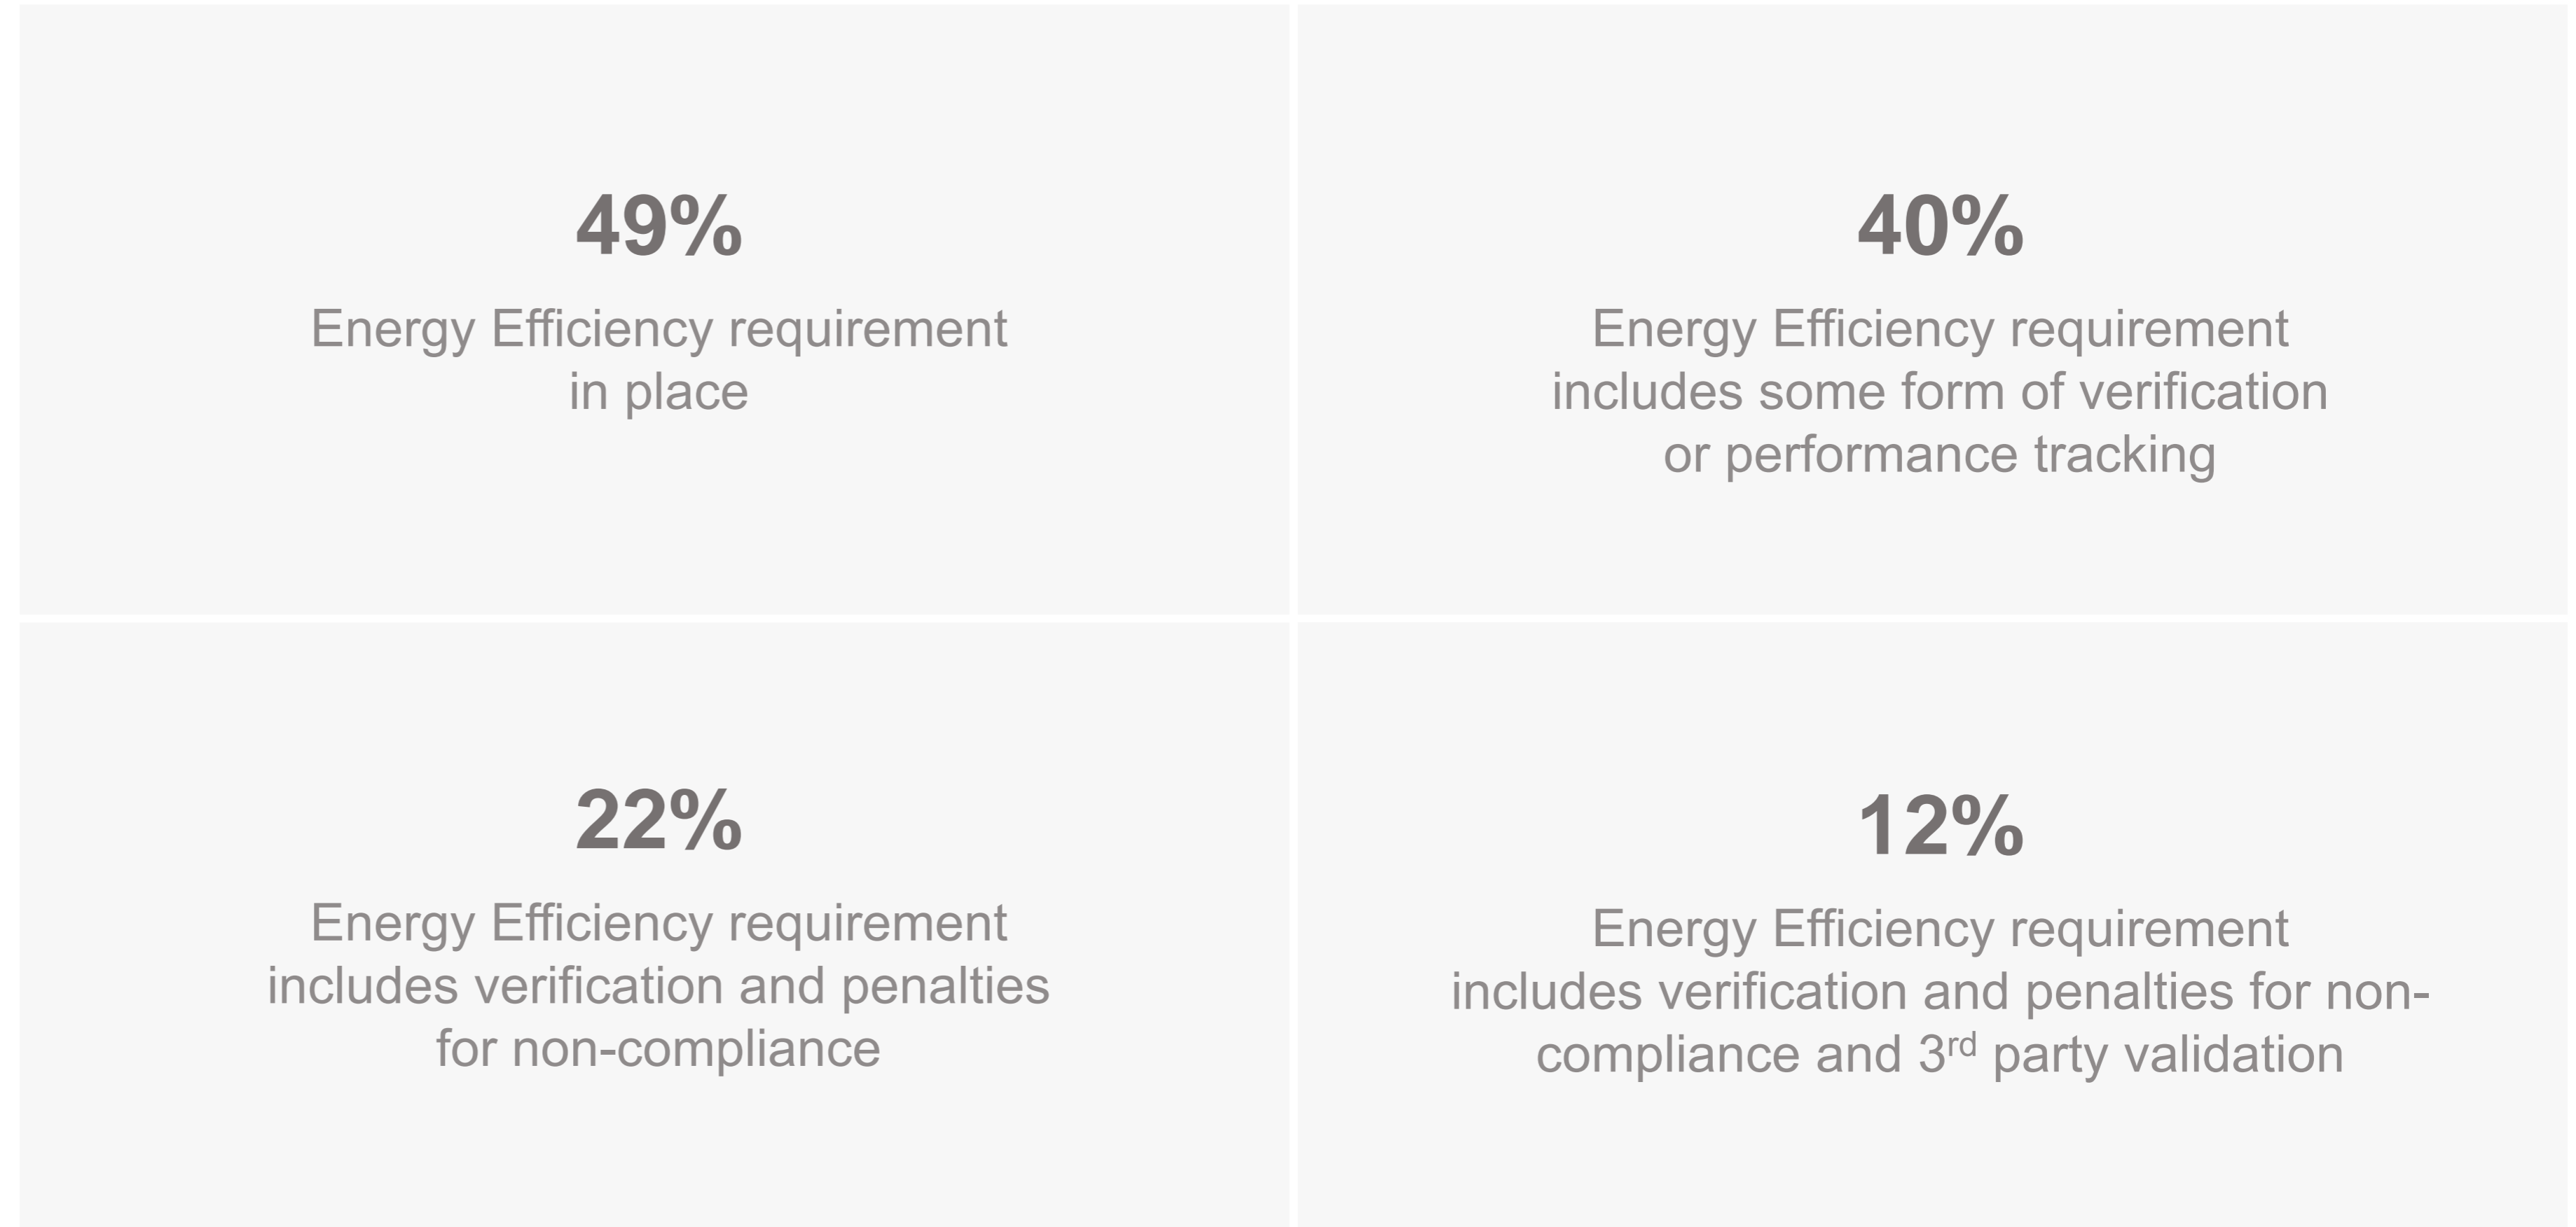 49%
Energy Efficiency requirement
in place
40%
Energy Efficiency requirement
includes some form of verification
or performance tracking
22%
Energy Efficiency requirement
includes verification and penalties
for non-compliance
12%
Energy Efficiency requirement
includes verification and penalties for non-
compliance and 3rd party validation